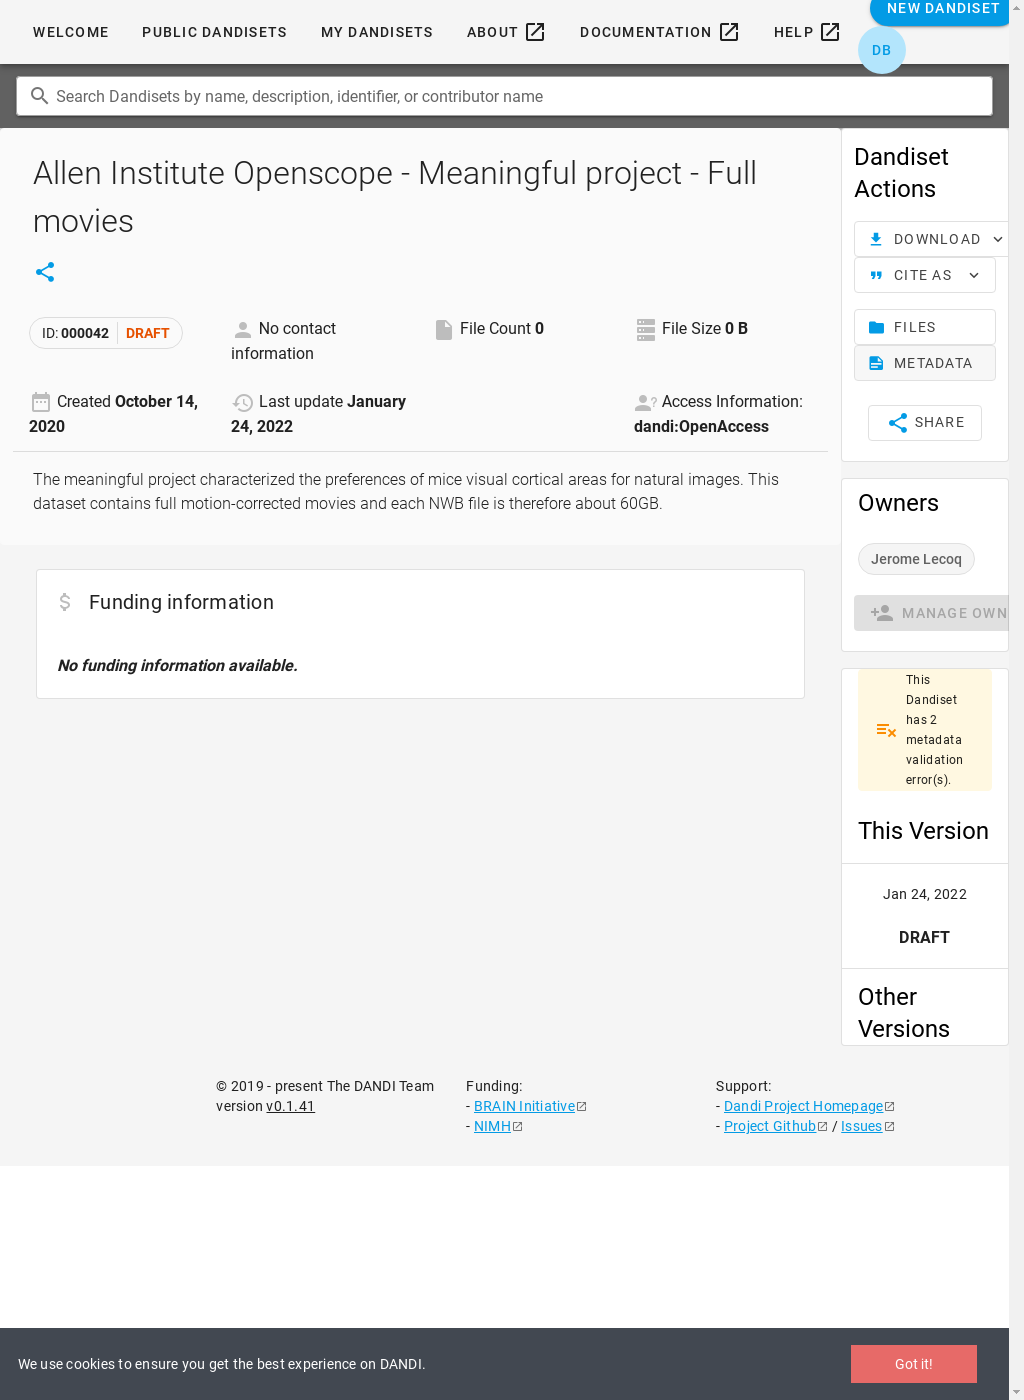 WELCOME
PUBLIC DANDISETS
MY DANDISETS
ABOUT
DOCUMENTATION
HELP
NEW DANDISET
DB
Search Dandisets by name, description, identifier, or contributor name
Allen Institute Openscope - Meaningful project - Full
movies
ID: 000042 DRAFT
No contact
information
File Count 0
File Size 0 B
Created October 14,
2020
Last update January
24, 2022
Access Information:
dandi:OpenAccess
The meaningful project characterized the preferences of mice visual cortical areas for natural images. This
dataset contains full motion-corrected movies and each NWB file is therefore about 60GB.
Funding information
No funding information available.
Dandiset
Actions
DOWNLOAD
CITE AS
FILES
METADATA
SHARE
Owners
Jerome Lecoq
MANAGE OWN
This
Dandiset
has 2
metadata
validation
error(s).
This Version
Jan 24, 2022
DRAFT
Other
Versions
© 2019 - present The DANDI Team
version v0.1.41
Funding:
- BRAIN Initiative
- NIMH
Support:
- Dandi Project Homepage
- Project Github / Issues
We use cookies to ensure you get the best experience on DANDI.
Got it!